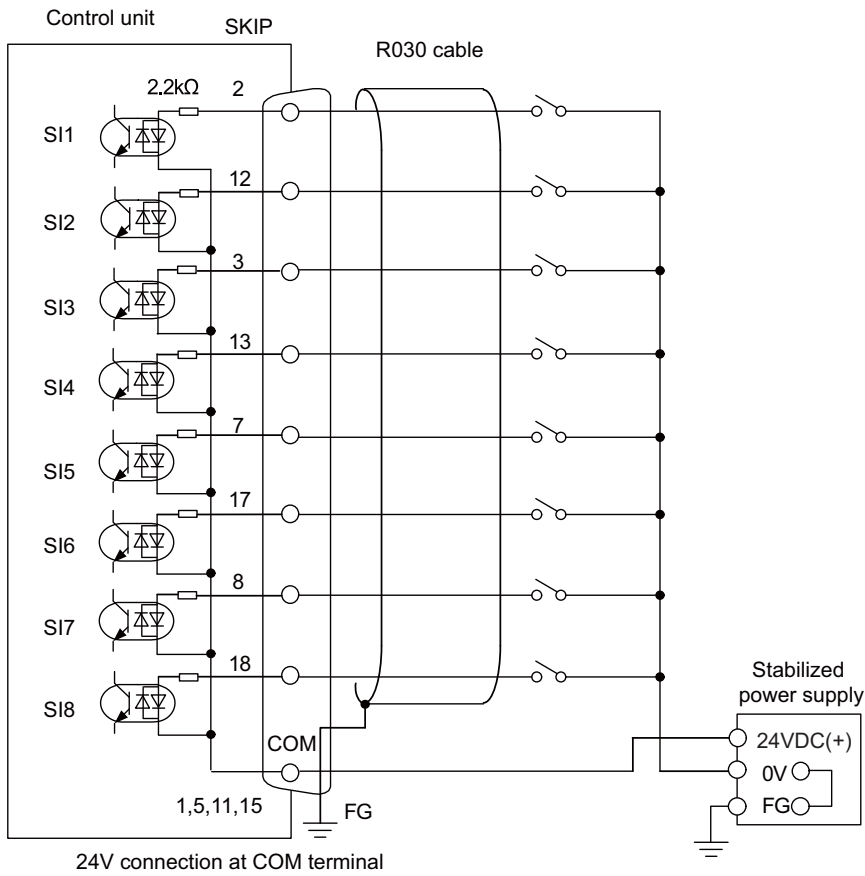 Control unit
SKIP
R030 cable
2.2kΩ
2
SI1
12
SI2
3
SI3
13
SI4
7
SI5
17
SI6
8
SI7
18
SI8
Stabilized
power supply
COM
24VDC(+)
0V
1,5,11,15
FG
FG
24V connection at COM terminal